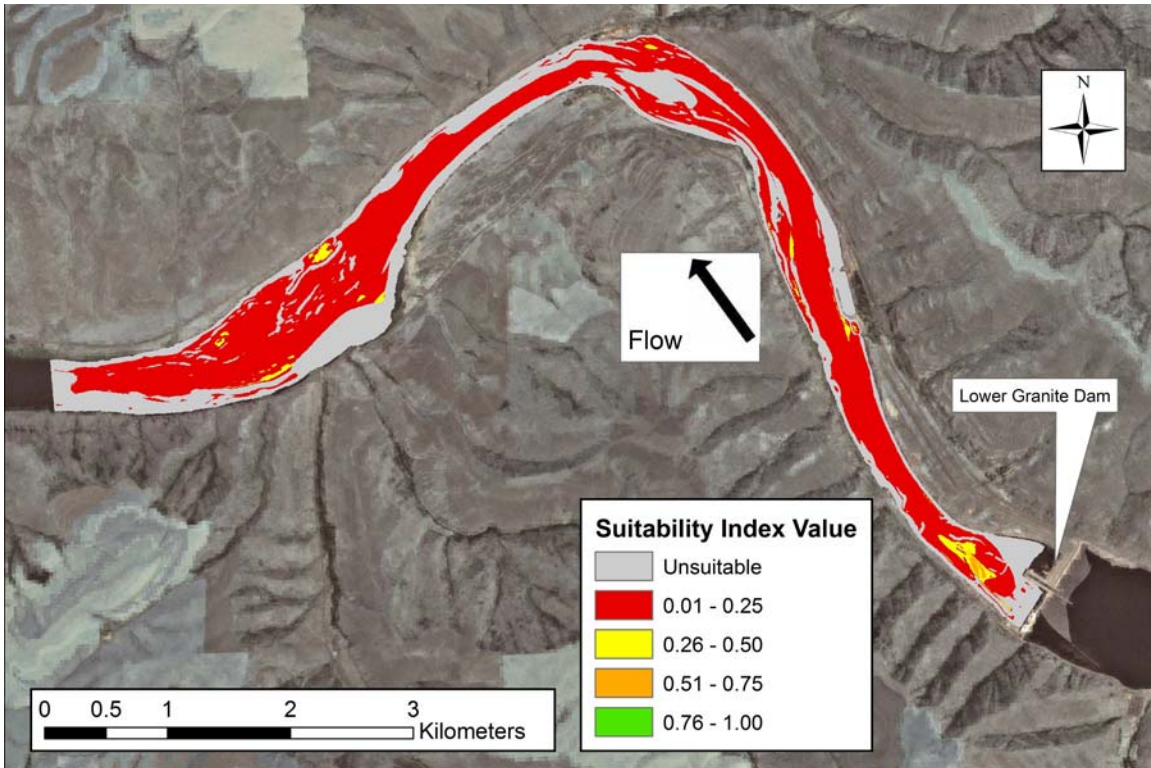 N
Flow
Lower Granite Dam
Suitability Index Value
Unsuitable
0.01 - 0.25
0.26 - 0.50
0.51 - 0.75
0.76 - 1.00
0 0.5 1 2 3
Kilometers